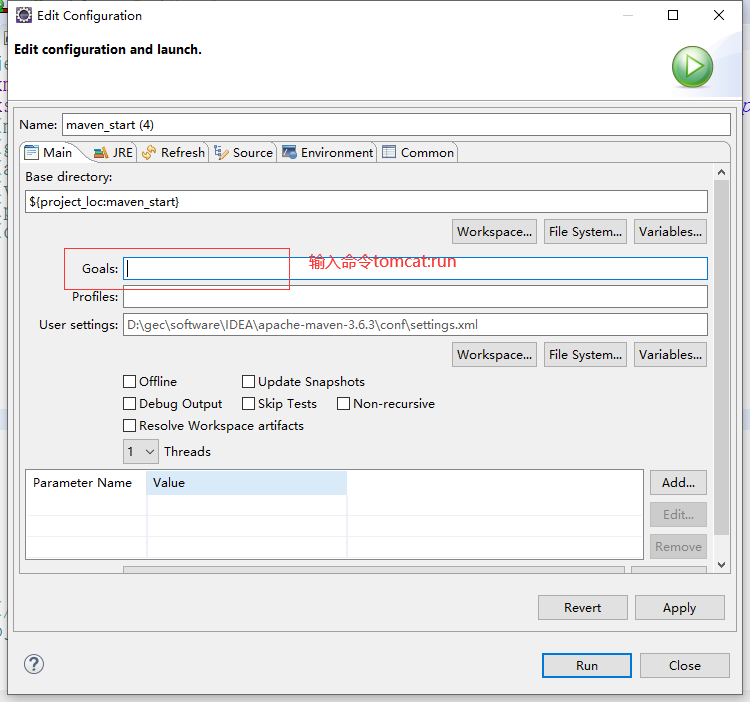 Edit Configuration
Edit configuration and launch.
Name: maven_start (4)
Main JRE Refresh Source Environment Common
Base directory:
${project_loc:maven_start}
Workspace... File System... Variables...
Goals: 输入命令tomcat:run
Profiles:
User settings: D:\gec\software\IDEA\apache-maven-3.6.3\conf\settings.xml
Workspace... File System... Variables...
Offline Update Snapshots
Debug Output Skip Tests Non-recursive
Resolve Workspace artifacts
1 Threads
Parameter Name Value Add...
Edit...
Remove
Revert Apply
? Run Close